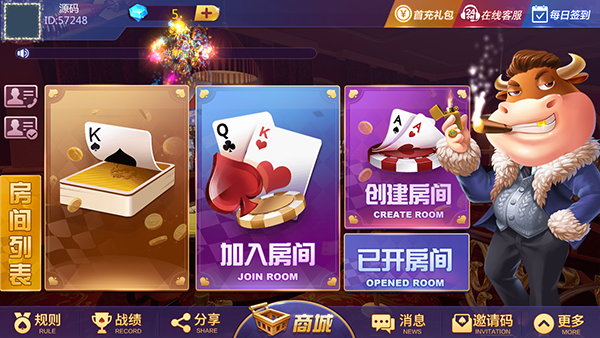 源码
ID:57248
5.
首充礼包
24
在线客服
每日签到
K
Q
K
A
A
房间列表
加入房间
JOIN ROOM
创建房间
CREATE ROOM
已开房间
OPENED ROOM
规则
RULE
战绩
RECORD
分享
SHARE
商城
消息
NEWS
邀请码
INVITATION
更多
MORE